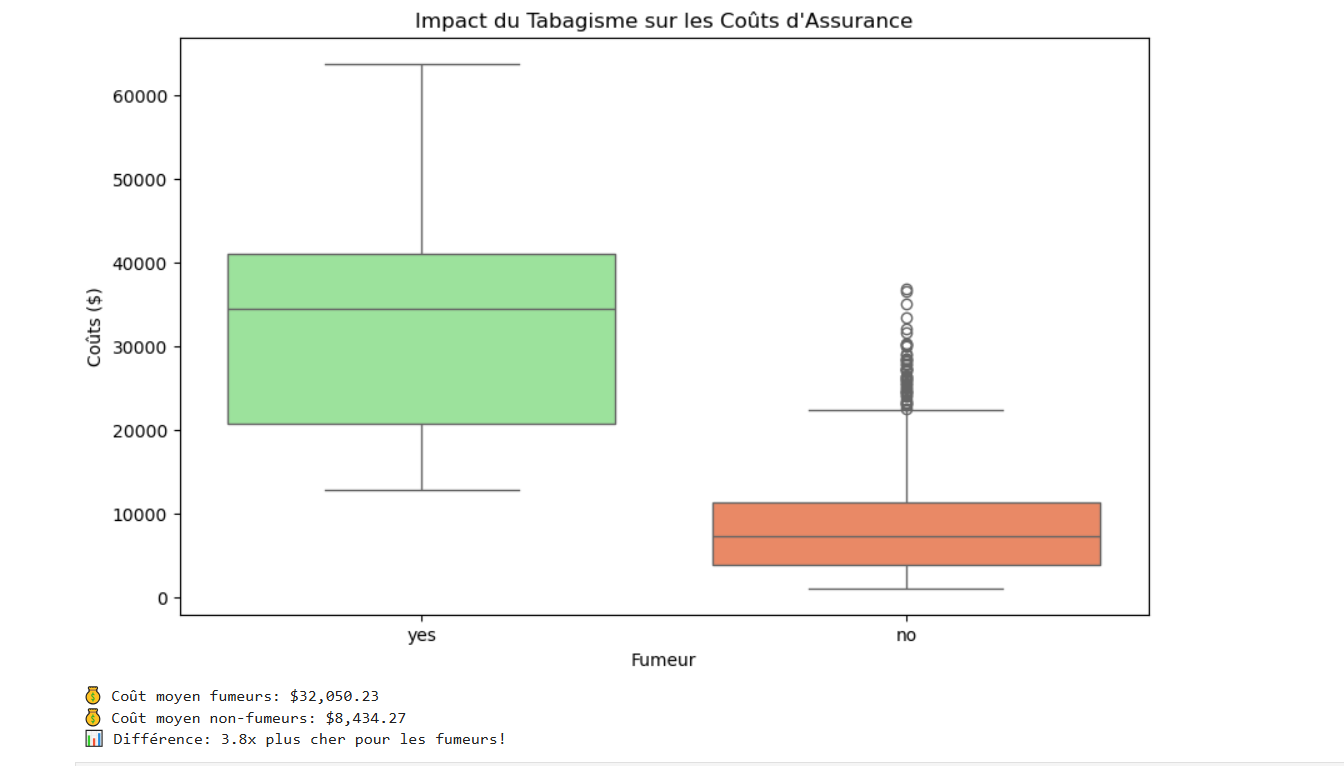 Impact du Tabagisme sur les Coûts d'Assurance
60000
50000
40000
30000
20000
10000
0
Coûts ($)
yes
no
Fumeur
💰 Coût moyen fumeurs: $32,050.23
💰 Coût moyen non-fumeurs: $8,434.27
📊 Différence: 3.8x plus cher pour les fumeurs!